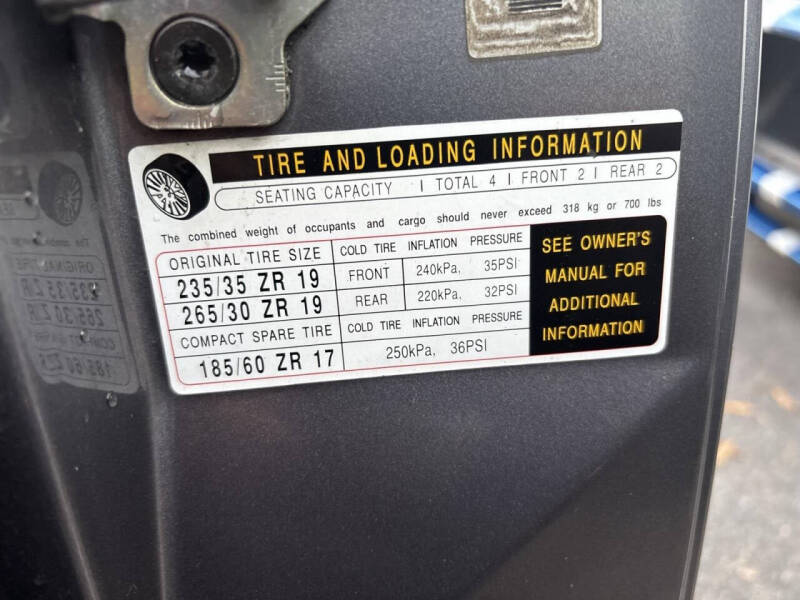 TIRE AND LOADING INFORMATION
SEATING CAPACITY | TOTAL 4 | FRONT 2 | REAR 2
The combined weight of occupants and cargo should never exceed 318 kg or 700 lbs
ORIGINAL TIRE SIZE
235/35 ZR 19
265/30 ZR 19
COLD TIRE INFLATION PRESSURE
FRONT 240kPa, 35PSI
REAR 220kPa, 32PSI
COMPACT SPARE TIRE
185/60 ZR 17
COLD TIRE INFLATION PRESSURE
250kPa, 36PSI
SEE OWNER'S
MANUAL FOR
ADDITIONAL
INFORMATION